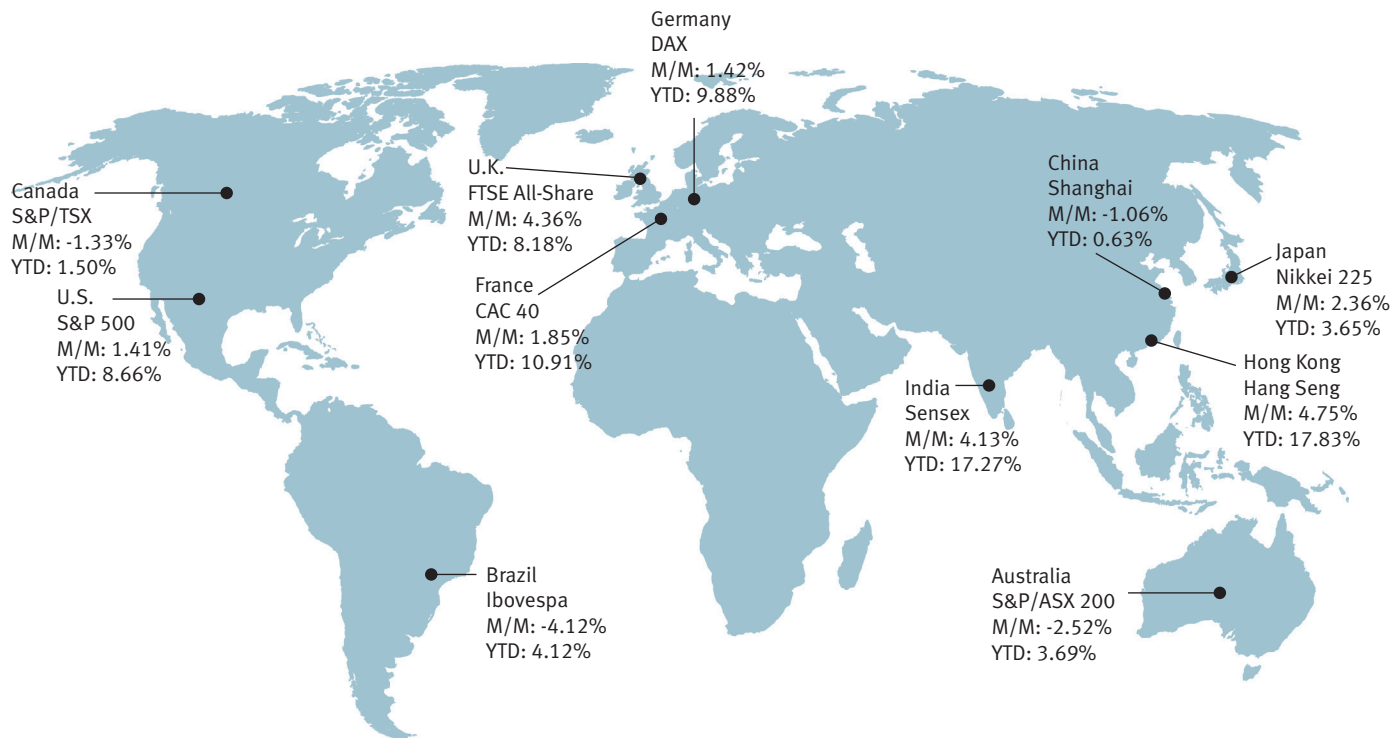 Germany
DAX
M/M: 1.42%
YTD: 9.88%
Canada
S&P/TSX
M/M: -1.33%
YTD: 1.50%
U.S.
S&P 500
M/M: 1.41%
YTD: 8.66%
U.K.
FTSE All-Share
M/M: 4.36%
YTD: 8.18%
France
CAC 40
M/M: 1.85%
YTD: 10.91%
China
Shanghai
M/M: -1.06%
YTD: 0.63%
Japan
Nikkei 225
M/M: 2.36%
YTD: 3.65%
Hong Kong
Hang Seng
M/M: 4.75%
YTD: 17.83%
India
Sensex
M/M: 4.13%
YTD: 17.27%
Brazil
Ibovespa
M/M: -4.12%
YTD: 4.12%
Australia
S&P/ASX 200
M/M: -2.52%
YTD: 3.69%